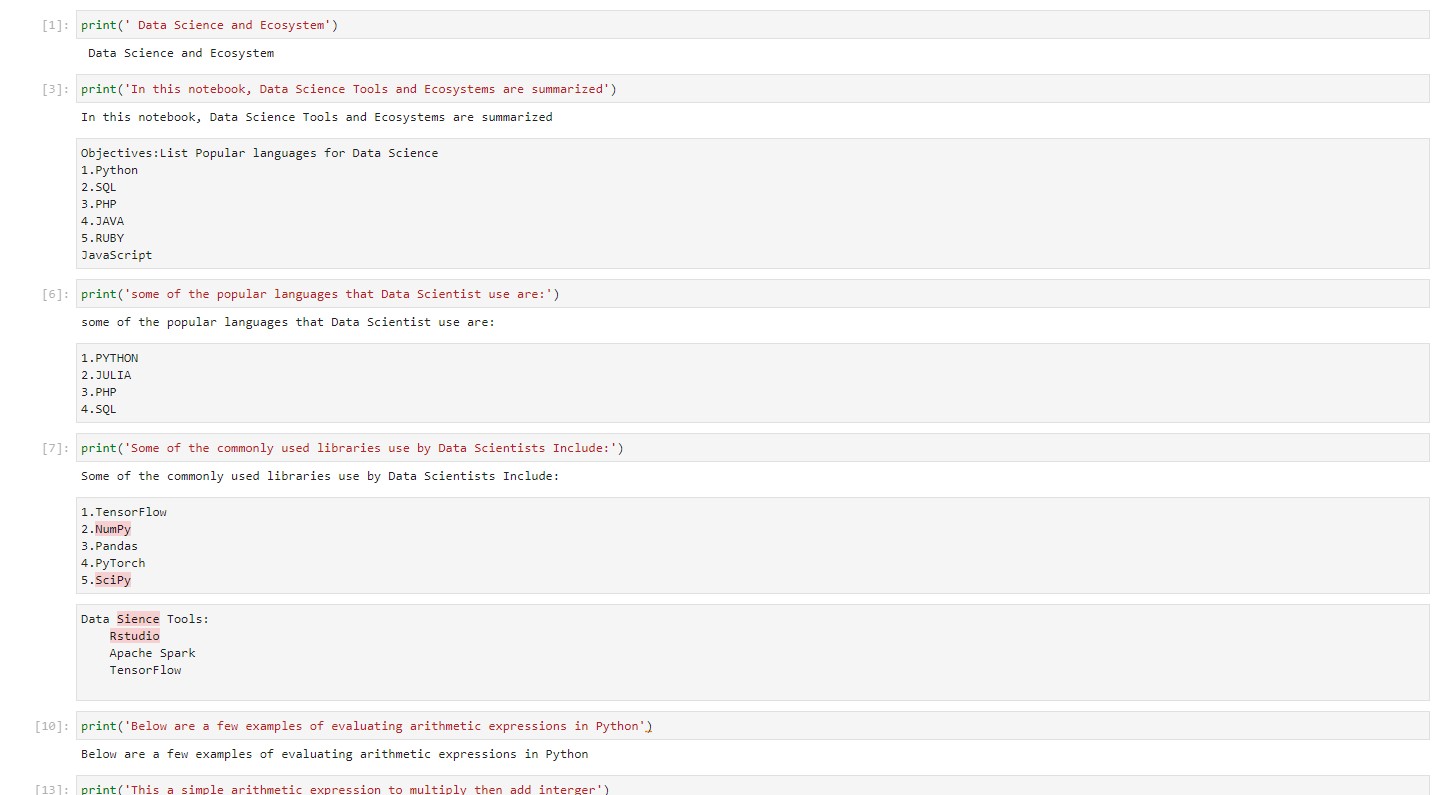 [1]: print(' Data Science and Ecosystem')
Data Science and Ecosystem
[3]: print('In this notebook, Data Science Tools and Ecosystems are summarized')
In this notebook, Data Science Tools and Ecosystems are summarized
Objectives:List Popular languages for Data Science
1.Python
2.SQL
3.PHP
4.JAVA
5.RUBY
JavaScript
[6]: print('some of the popular languages that Data Scientist use are:')
some of the popular languages that Data Scientist use are:
1.PYTHON
2.JULIA
3.PHP
4.SQL
[7]: print('Some of the commonly used libraries use by Data Scientists Include:')
Some of the commonly used libraries use by Data Scientists Include:
1.TensorFlow
2.NumPy
3.Pandas
4.PyTorch
5.SciPy
Data Sience Tools:
Rstudio
Apache Spark
TensorFlow
[10]: print('Below are a few examples of evaluating arithmetic expressions in Python')
Below are a few examples of evaluating arithmetic expressions in Python
[13]: print('This a simple arithmetic expression to multiply then add interger')